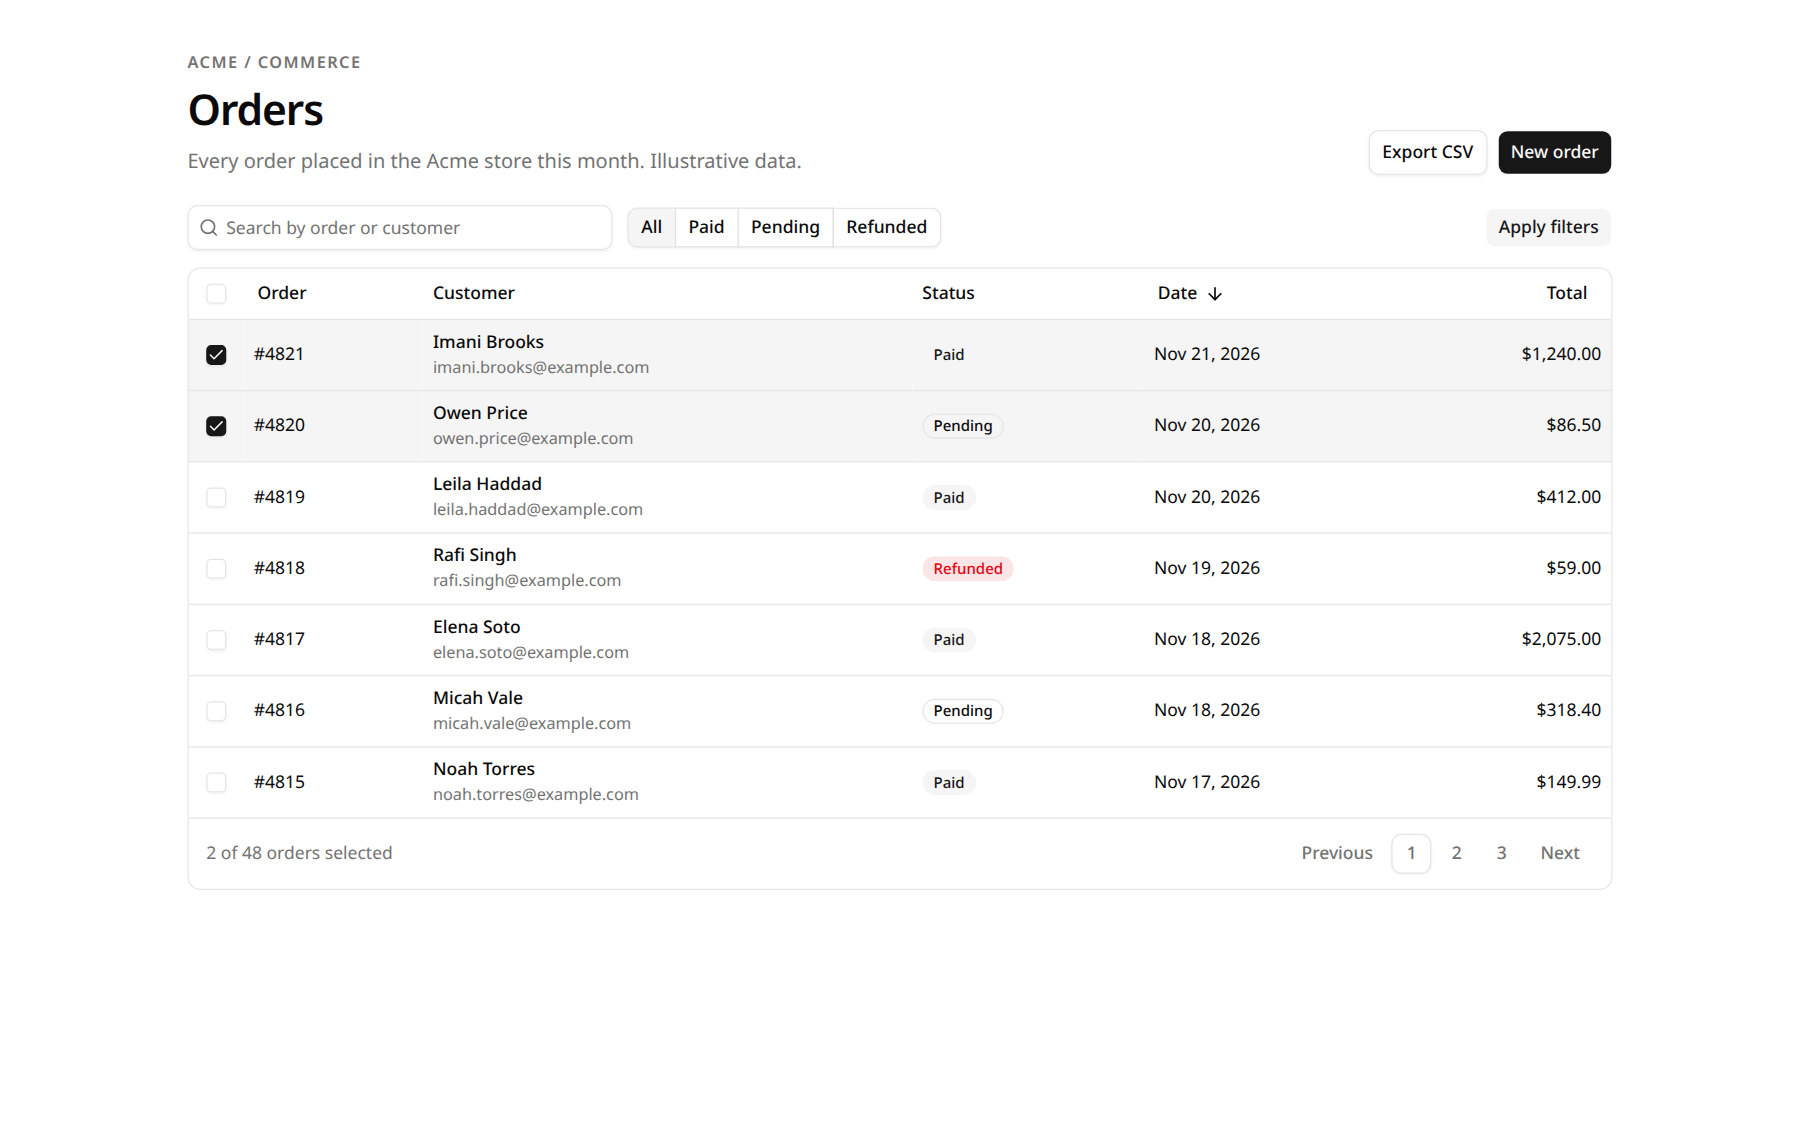 ACME / COMMERCE
Orders
Every order placed in the Acme store this month. Illustrative data.
Export CSV
New order
Search by order or customer
All
Paid
Pending
Refunded
Apply filters
Order Customer Status Date Total
#4821 Imani Brooks Paid Nov 21, 2026 $1,240.00
imani.brooks@example.com
#4820 Owen Price Pending Nov 20, 2026 $86.50
owen.price@example.com
#4819 Leila Haddad Paid Nov 20, 2026 $412.00
leila.haddad@example.com
#4818 Rafi Singh Refunded Nov 19, 2026 $59.00
rafi.singh@example.com
#4817 Elena Soto Paid Nov 18, 2026 $2,075.00
elena.soto@example.com
#4816 Micah Vale Pending Nov 18, 2026 $318.40
micah.vale@example.com
#4815 Noah Torres Paid Nov 17, 2026 $149.99
noah.torres@example.com
2 of 48 orders selected
Previous 1 2 3 Next